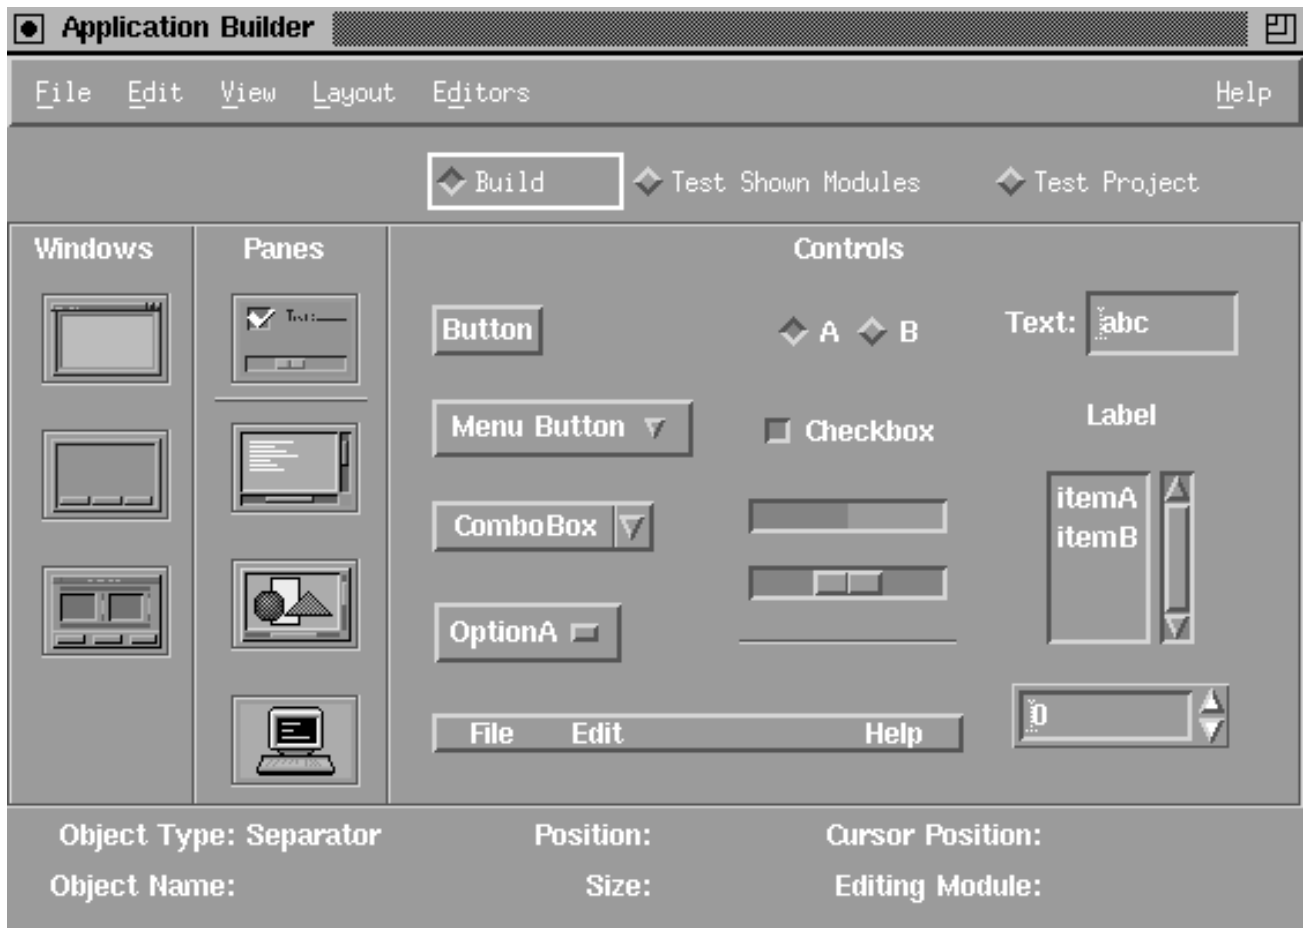 Application Builder
File Edit View Layout Editors Help
Build Test Shown Modules Test Project
Windows Panes Controls
Button A B Text: abc
Menu Button Checkbox Label
ComboBox itemA
itemB
OptionA
File Edit Help 0
Object Type: Separator Position: Cursor Position:
Object Name: Size: Editing Module: